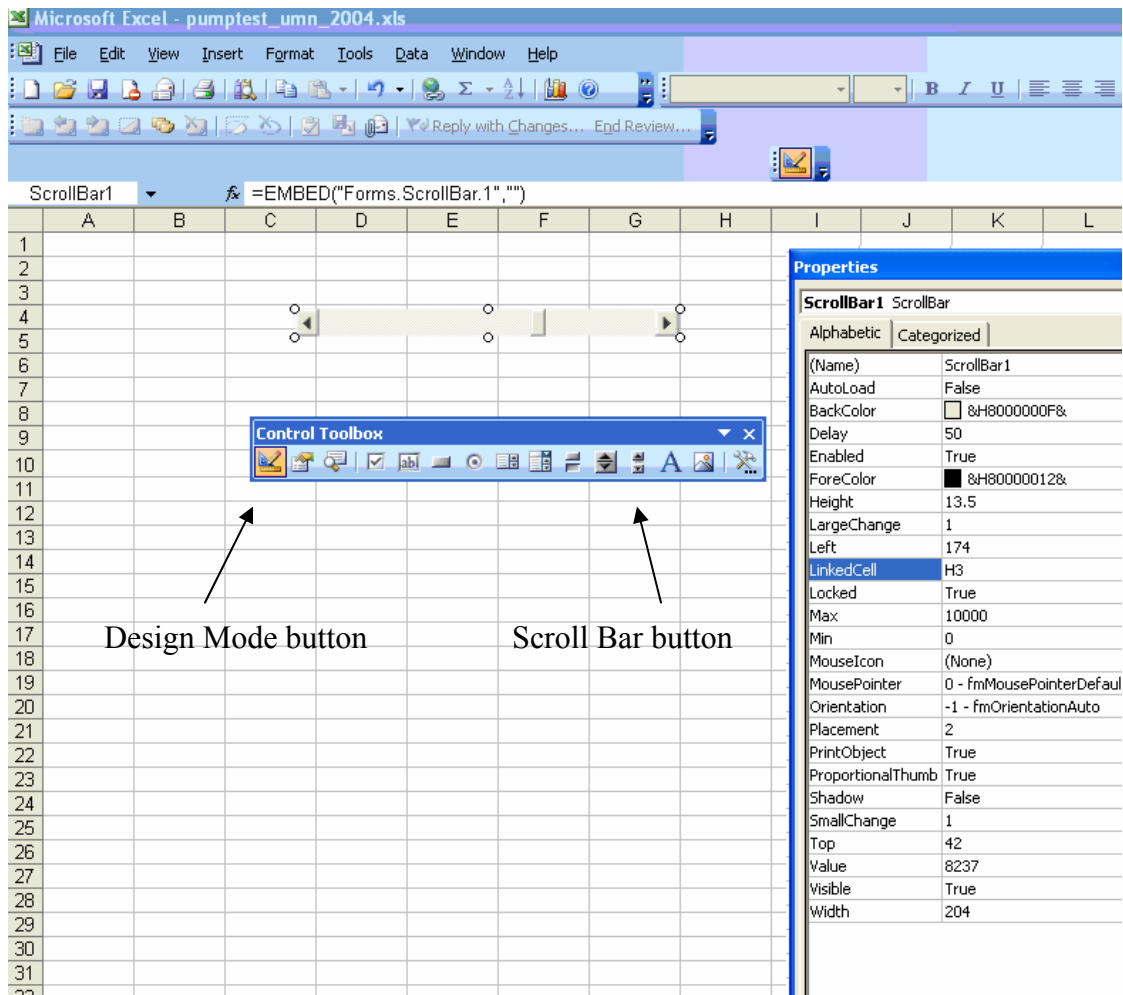 Microsoft Excel - pumptest_umn_2004.xls
File Edit View Insert Format Tools Data Window Help
B I U
Reply with Changes... End Review...
ScrollBar1 fx =EMBED("Forms.ScrollBar.1","")
A B C D E F G H I J K L
1
2
Properties
3
ScrollBar1 ScrollBar
4
5
Alphabetic Categorized
6
(Name) ScrollBar1
7
AutoLoad False
8
BackColor &H8000000F&
9
Control Toolbox
Delay 50
10
Enabled True
11
ForeColor &H80000012&
12
Height 13.5
13
LargeChange 1
14
Left 174
15
LinkedCell H3
16
Locked True
Max 10000
17
Design Mode button Scroll Bar button
Min 0
18
MouseIcon (None)
19
MousePointer 0 - fmMousePointerDefaul
20
Orientation -1 - fmOrientationAuto
21
Placement 2
22
PrintObject True
23
ProportionalThumb True
24
Shadow False
25
SmallChange 1
26
Top 42
27
Value 8237
28
Visible True
29
Width 204
30
31